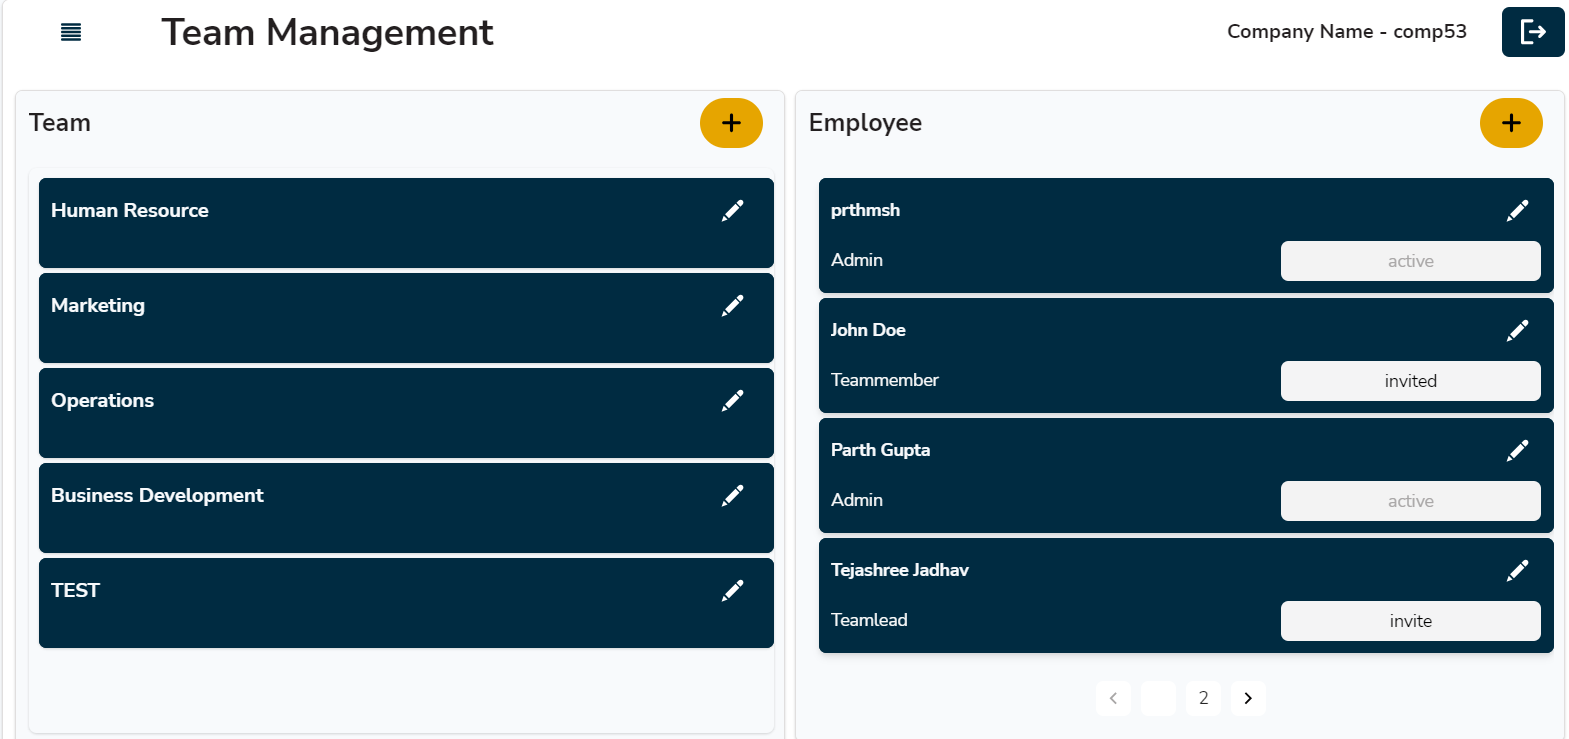 Team Management
Company Name - comp53
Team
Human Resource
Marketing
Operations
Business Development
TEST
Employee
prthmsh
Admin
active
John Doe
Teammember
invited
Parth Gupta
Admin
active
Tejashree Jadhav
Teamlead
invite
2